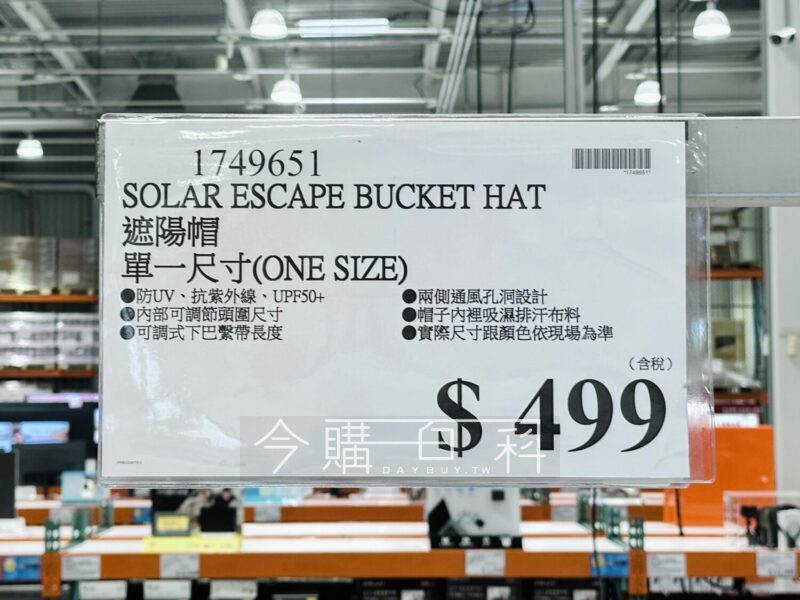 1749651
*1749651*
SOLAR ESCAPE BUCKET HAT
遮陽帽
單一尺寸(ONE SIZE)
●防UV、抗紫外線、UPF50+
●內部可調節頭圍尺寸
●可調式下巴繫帶長度
●兩側通風孔洞設計
●帽子內裡吸濕排汗布料
●實際尺寸跟顏色依現場為準
(含稅)
$ 499
今購百科
DAYBUY.TW